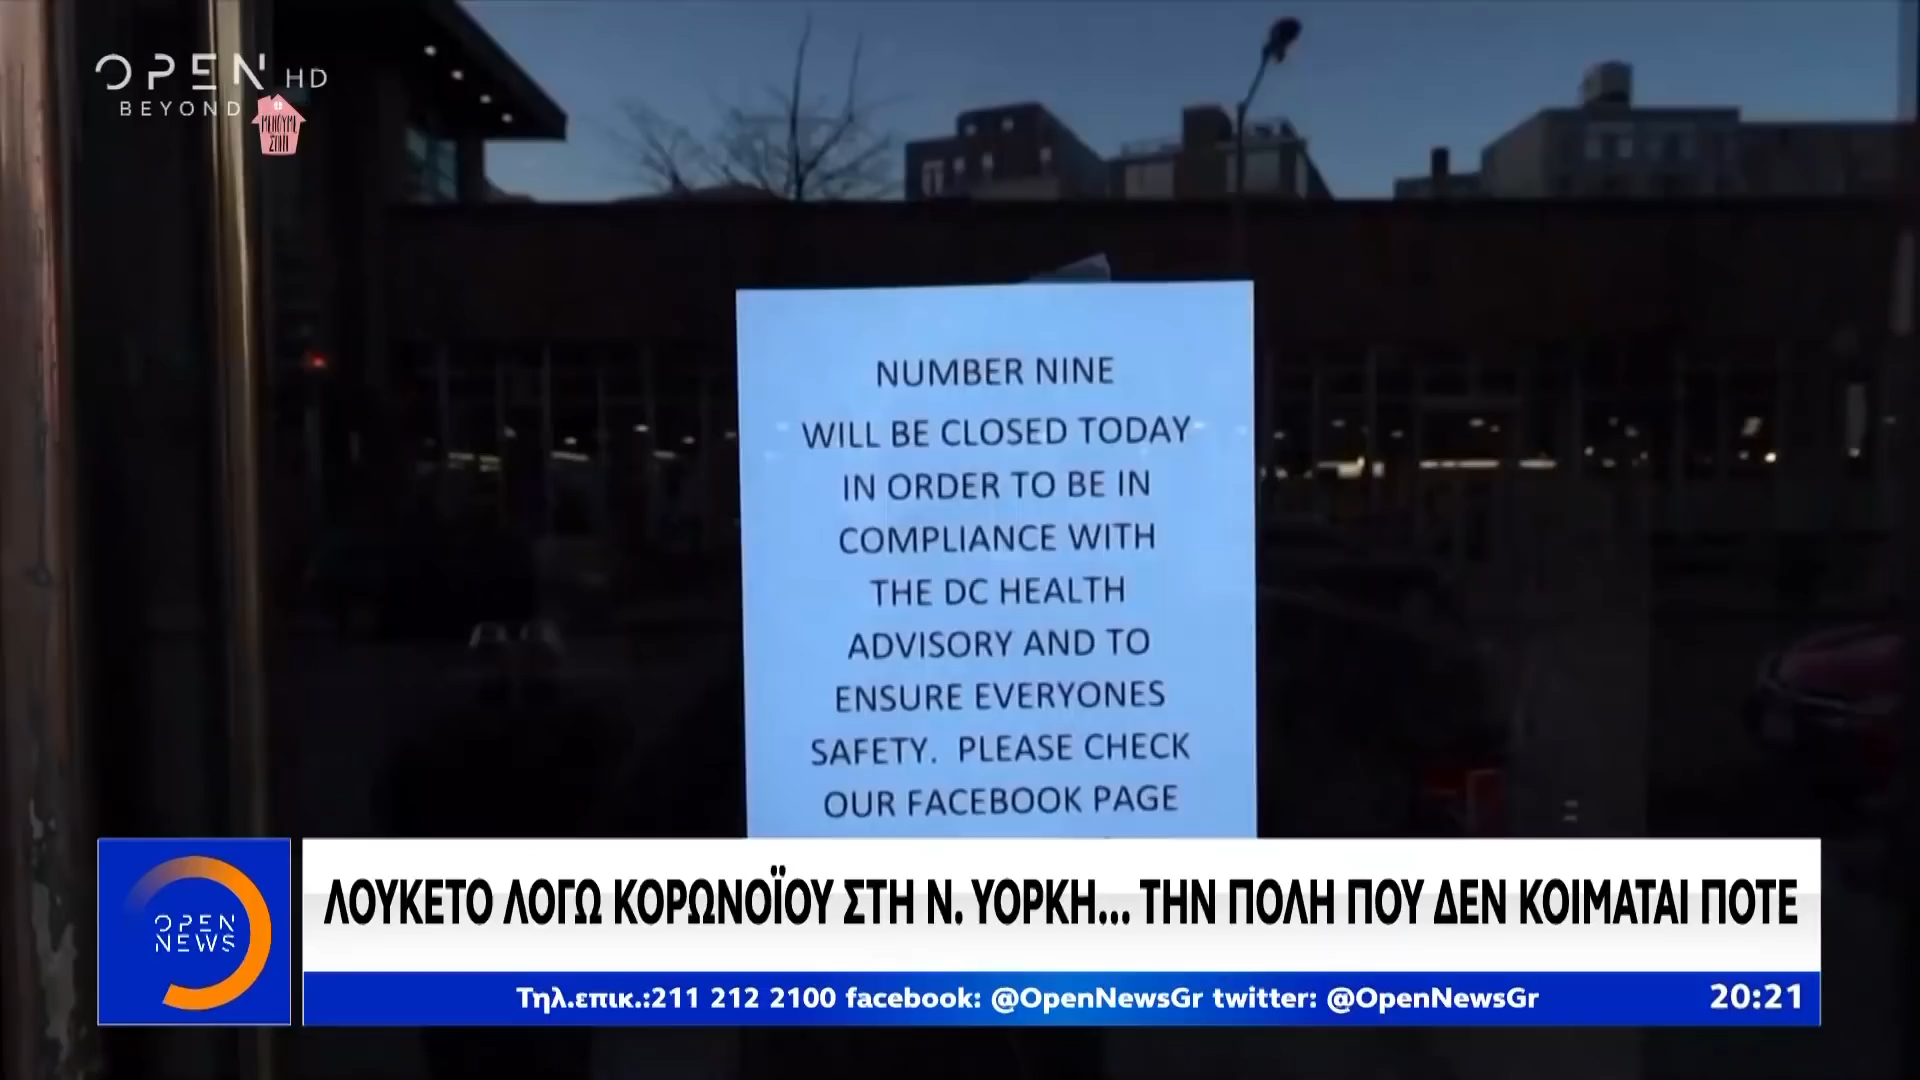 OPEN HD
BEYOND
ΜΕΝΟΥΜΕ
ΣΠΙΤΙ
NUMBER NINE
WILL BE CLOSED TODAY
IN ORDER TO BE IN
COMPLIANCE WITH
THE DC HEALTH
ADVISORY AND TO
ENSURE EVERYONES
SAFETY. PLEASE CHECK
OUR FACEBOOK PAGE
OPEN
NEWS
ΛΟΥΚΕΤΟ ΛΟΓΩ ΚΟΡΩΝΟΪΟΥ ΣΤΗ Ν. ΥΟΡΚΗ... ΤΗΝ ΠΟΛΗ ΠΟΥ ΔΕΝ ΚΟΙΜΑΤΑΙ ΠΟΤΕ
Τηλ.επικ.:211 212 2100 facebook: @OpenNewsGr twitter: @OpenNewsGr
20:21